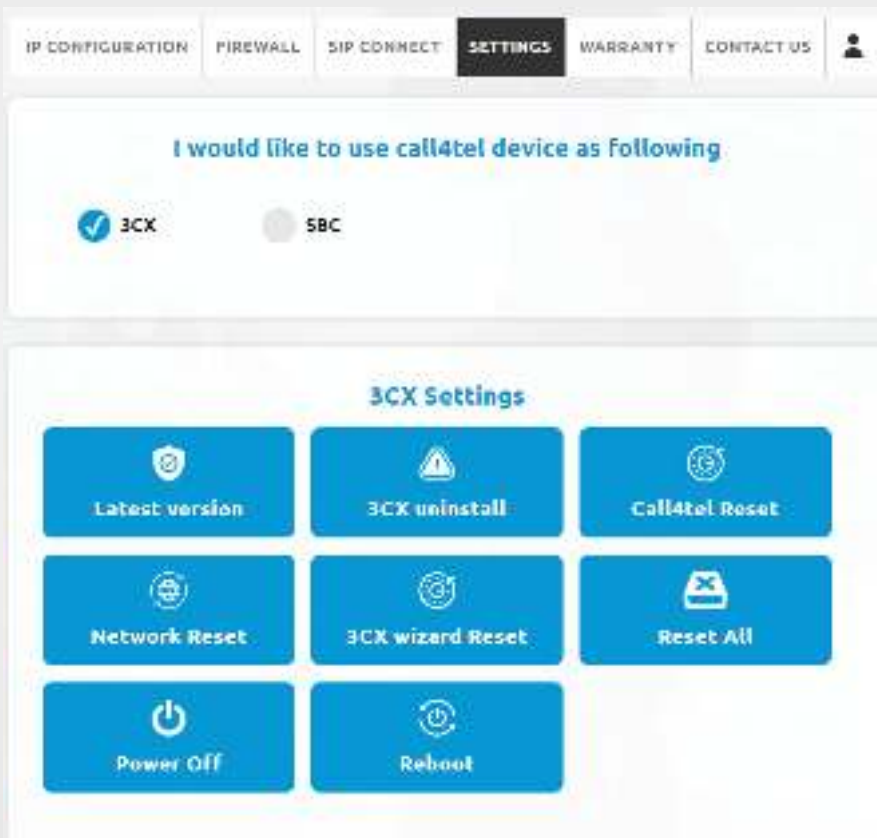 IP CONFIGURATION FIREWALL SIP CONNECT SETTINGS WARRANTY CONTACT US
I would like to use call4tel device as following
3CX SBC
3CX Settings
Latest version 3CX uninstall Call4tel Reset
Network Reset 3CX wizard Reset Reset All
Power Off Reboot